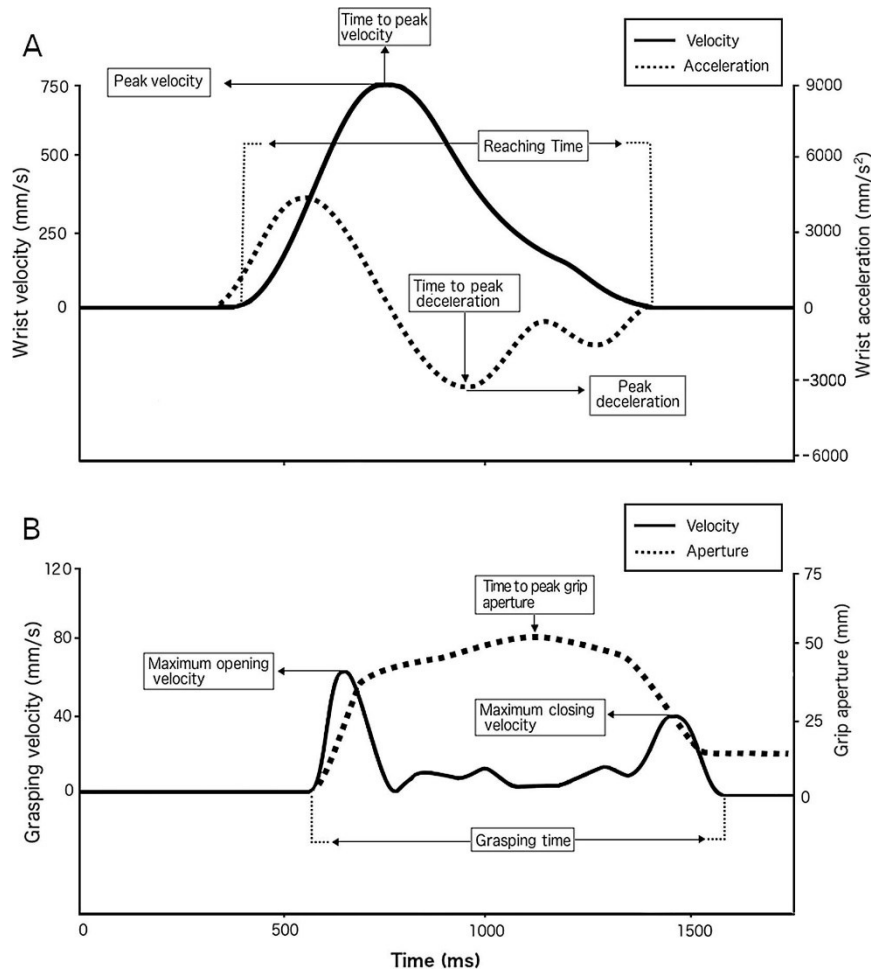 A
Time to peak
velocity
Velocity
Acceleration
Peak velocity
750
500
250
0
Wrist velocity (mm/s)
9000
6000
3000
0
−3000
−6000
Wrist acceleration (mm/s²)
Reaching Time
Time to peak
deceleration
Peak
deceleration
B
Velocity
Aperture
120
80
40
0
Grasping velocity (mm/s)
75
50
25
0
Grip aperture (mm)
Time to peak grip
aperture
Maximum opening
velocity
Maximum closing
velocity
Grasping time
0
500
1000
1500
Time (ms)